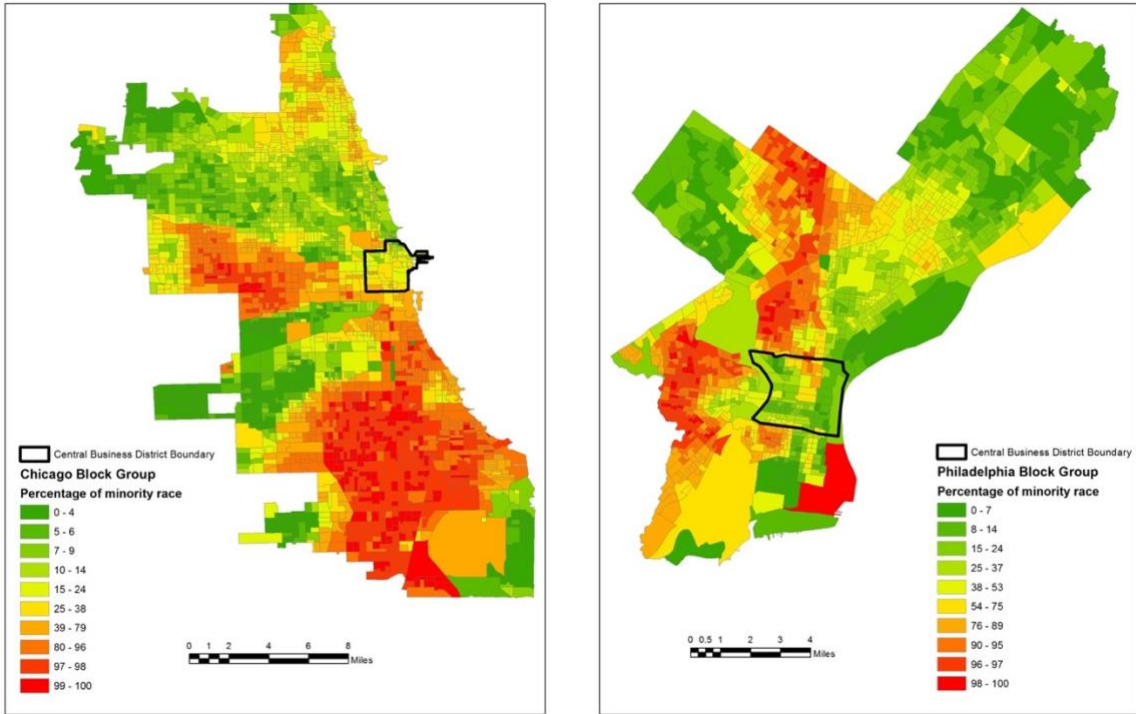 Central Business District Boundary
Chicago Block Group
Percentage of minority race
0 - 4
5 - 6
7 - 9
10 - 14
15 - 24
25 - 38
39 - 79
80 - 96
97 - 98
99 - 100
0 1 2 4 6 8
Miles
Central Business District Boundary
Philadelphia Block Group
Percentage of minority race
0 - 7
8 - 14
15 - 24
25 - 37
38 - 53
54 - 75
76 - 89
90 - 95
96 - 97
98 - 100
0 0.5 1 2 3 4
Miles